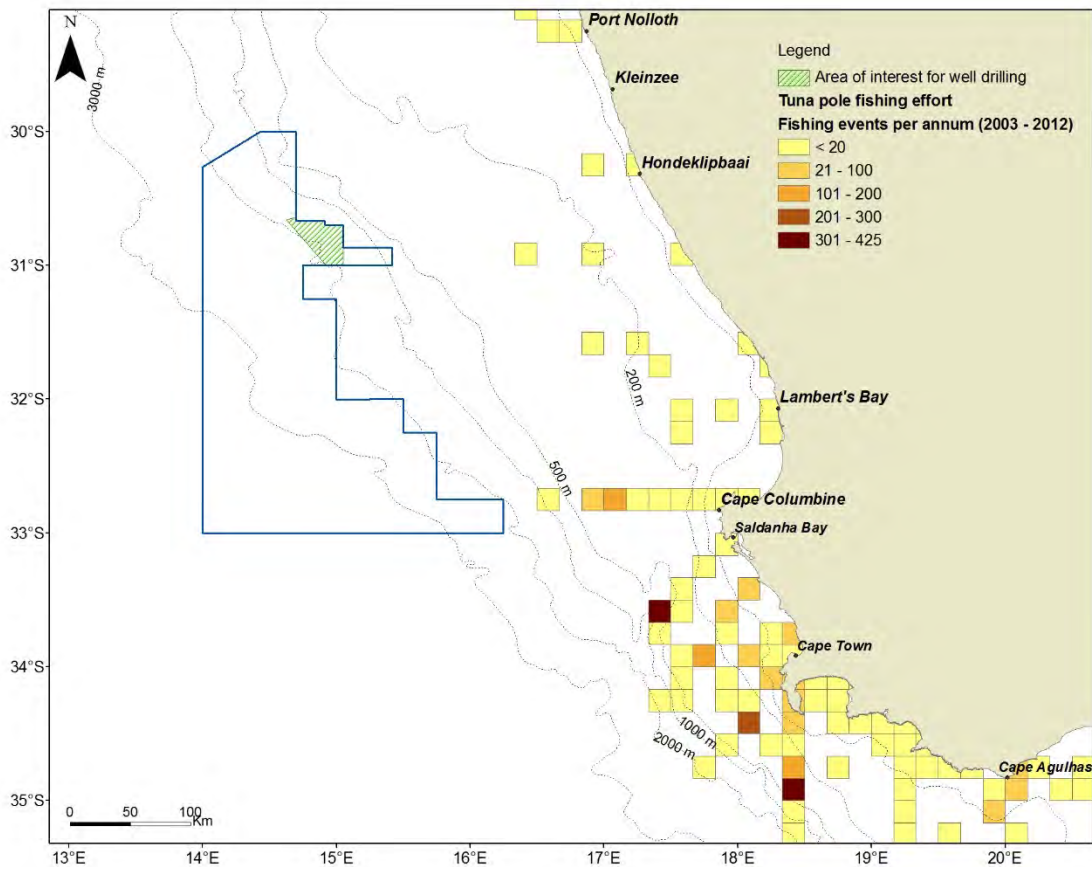 N
3000 m
Port Nolloth
Kleinzee
Hondeklipbaai
Legend
Area of interest for well drilling
Tuna pole fishing effort
Fishing events per annum (2003 - 2012)
< 20
21 - 100
101 - 200
201 - 300
301 - 425
30°S
31°S
32°S
33°S
34°S
35°S
200 m
Lambert's Bay
500 m
Cape Columbine
Saldanha Bay
Cape Town
1000 m
2000 m
Cape Agulhas
0 50 100
Km
13°E 14°E 15°E 16°E 17°E 18°E 19°E 20°E